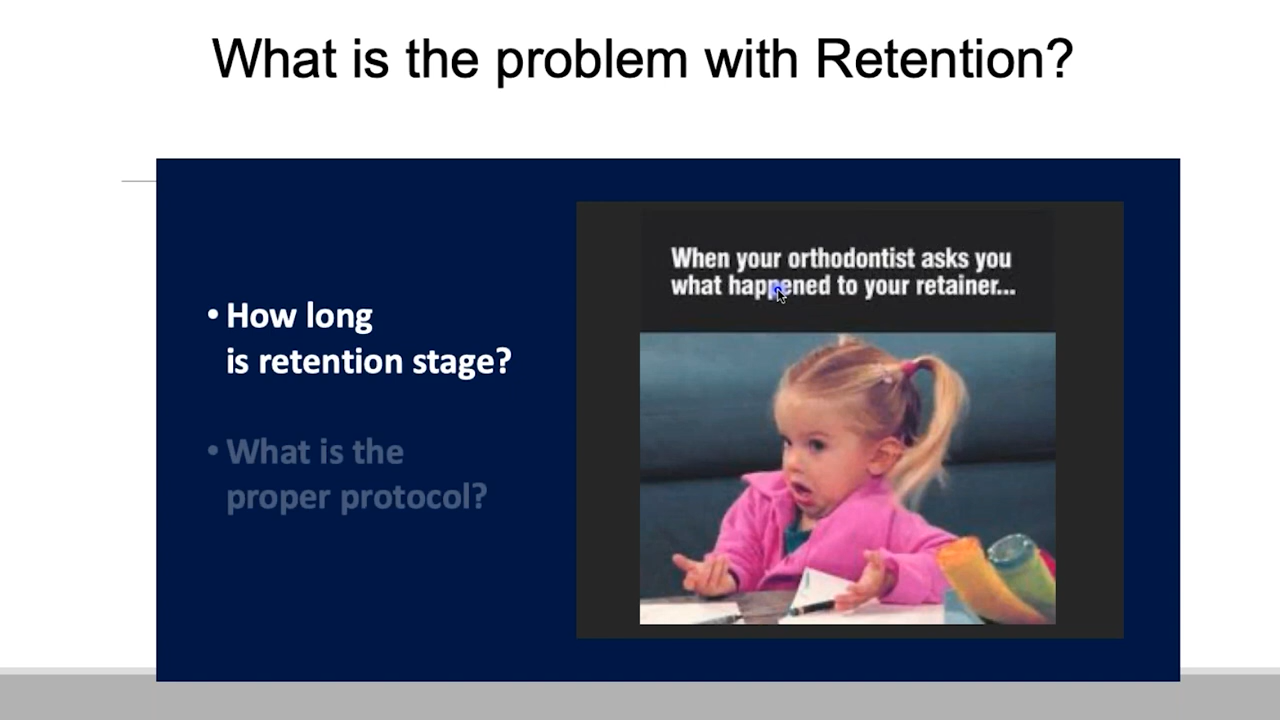 What is the problem with Retention?
• How long
is retention stage?
• What is the
proper protocol?
When your orthodontist asks you
what happened to your retainer...